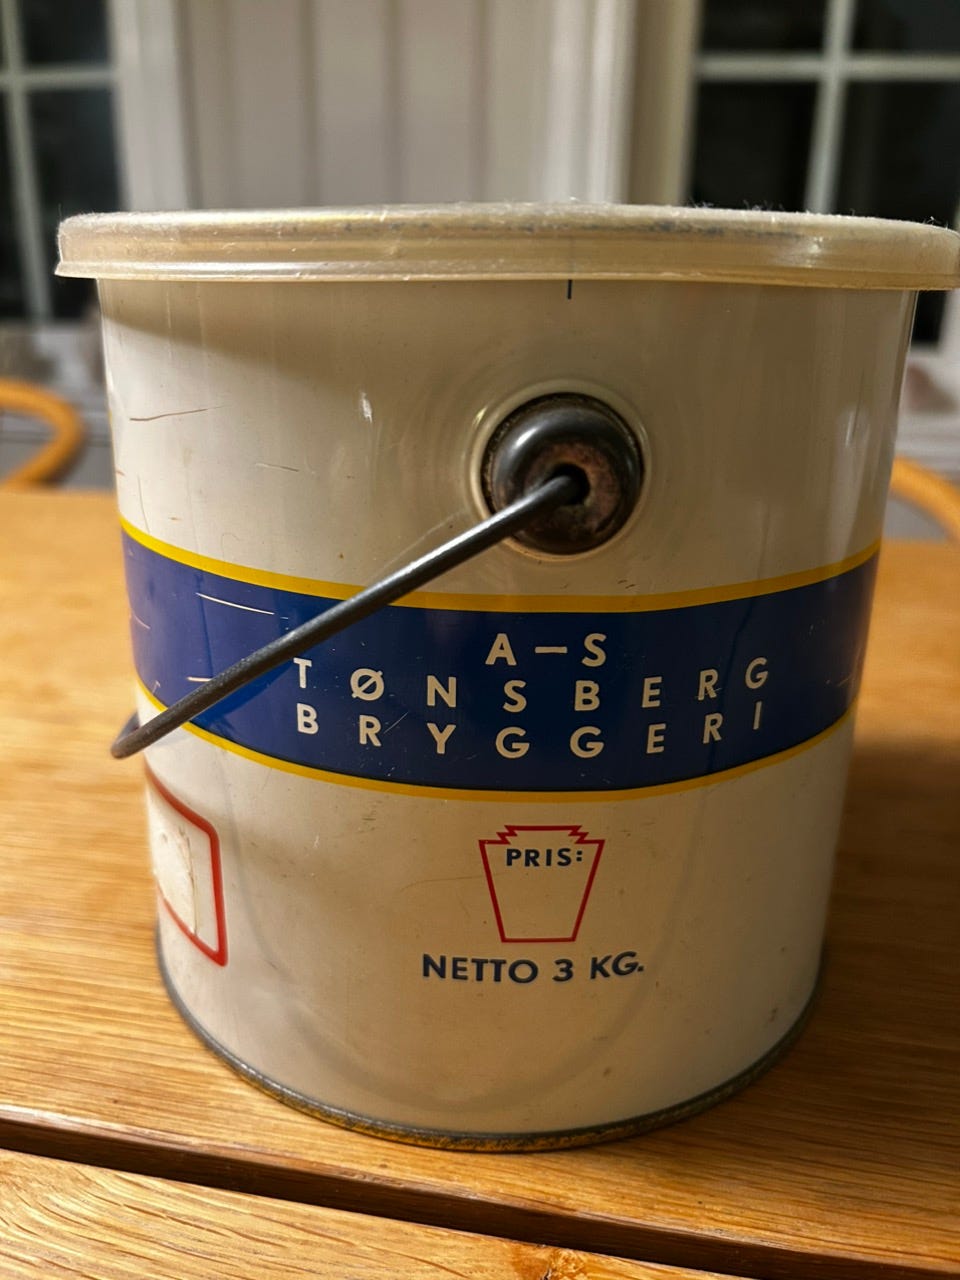 A–S
TØNSBERG
BRYGGERI
PRIS:
NETTO 3 KG.